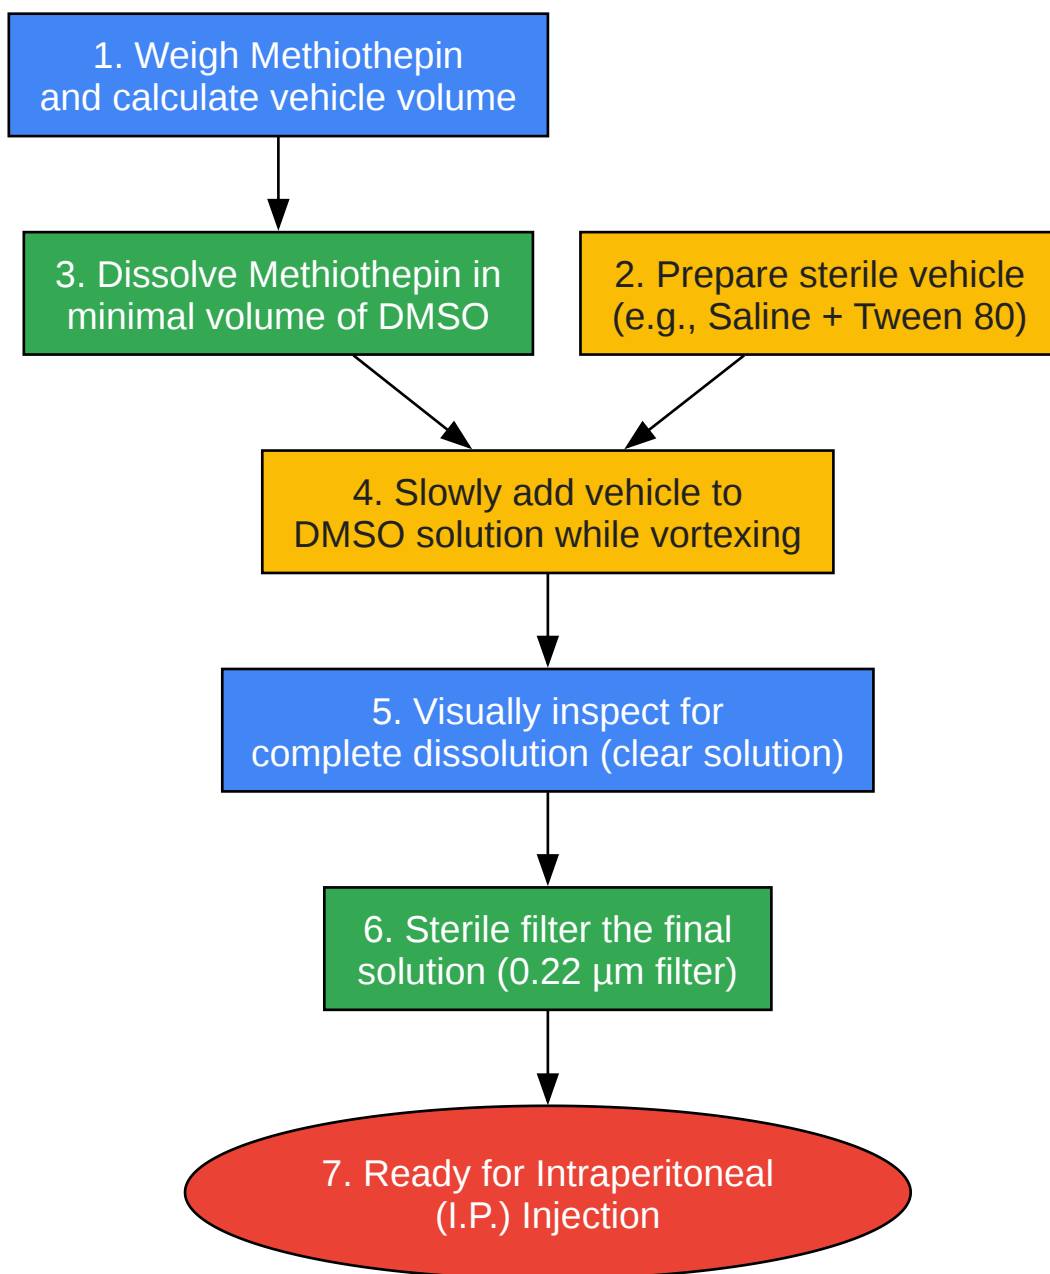 1. Weigh Methiothepin
and calculate vehicle volume
3. Dissolve Methiothepin in
minimal volume of DMSO
2. Prepare sterile vehicle
(e.g., Saline + Tween 80)
4. Slowly add vehicle to
DMSO solution while vortexing
5. Visually inspect for
complete dissolution (clear solution)
6. Sterile filter the final
solution (0.22 µm filter)
7. Ready for Intraperitoneal
(I.P.) Injection